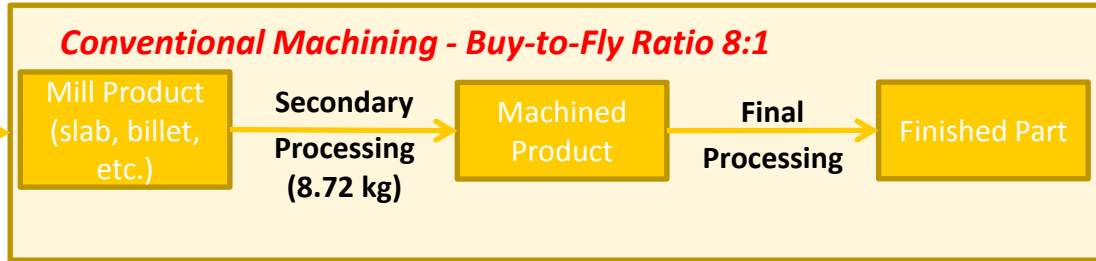 Conventional Machining - Buy-to-Fly Ratio 8:1
Mill Product
(slab, billet,
etc.)
Secondary
Processing
(8.72 kg)
Machined
Product
Final
Processing
Finished Part